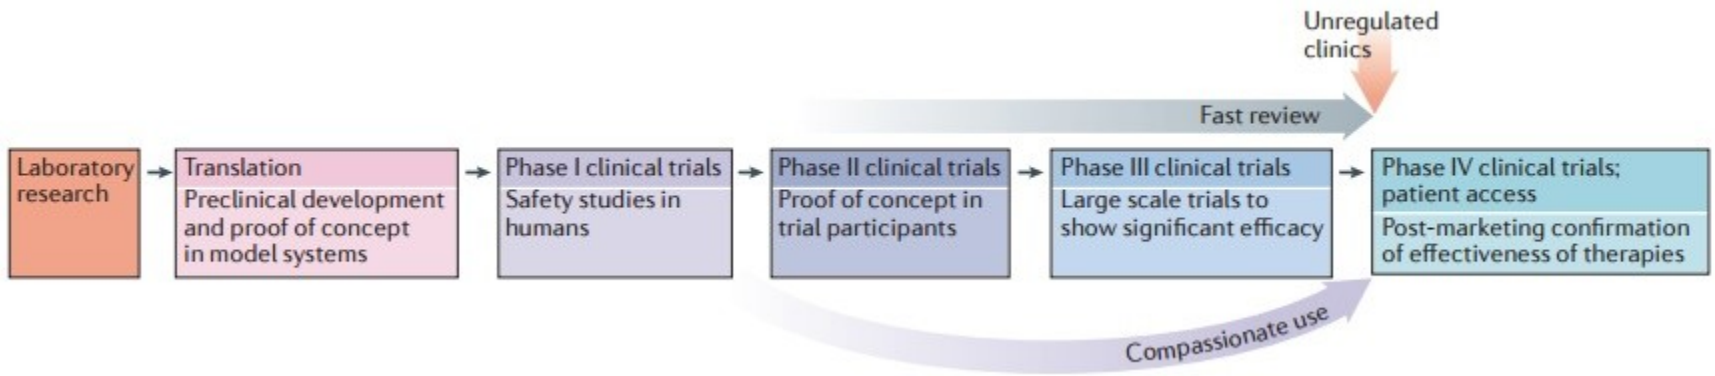 Unregulated
clinics
Fast review
Laboratory
research
Translation
Preclinical development
and proof of concept
in model systems
Phase I clinical trials
Safety studies in
humans
Phase II clinical trials
Proof of concept in
trial participants
Phase III clinical trials
Large scale trials to
show significant efficacy
Phase IV clinical trials;
patient access
Post-marketing confirmation
of effectiveness of therapies
Compassionate use